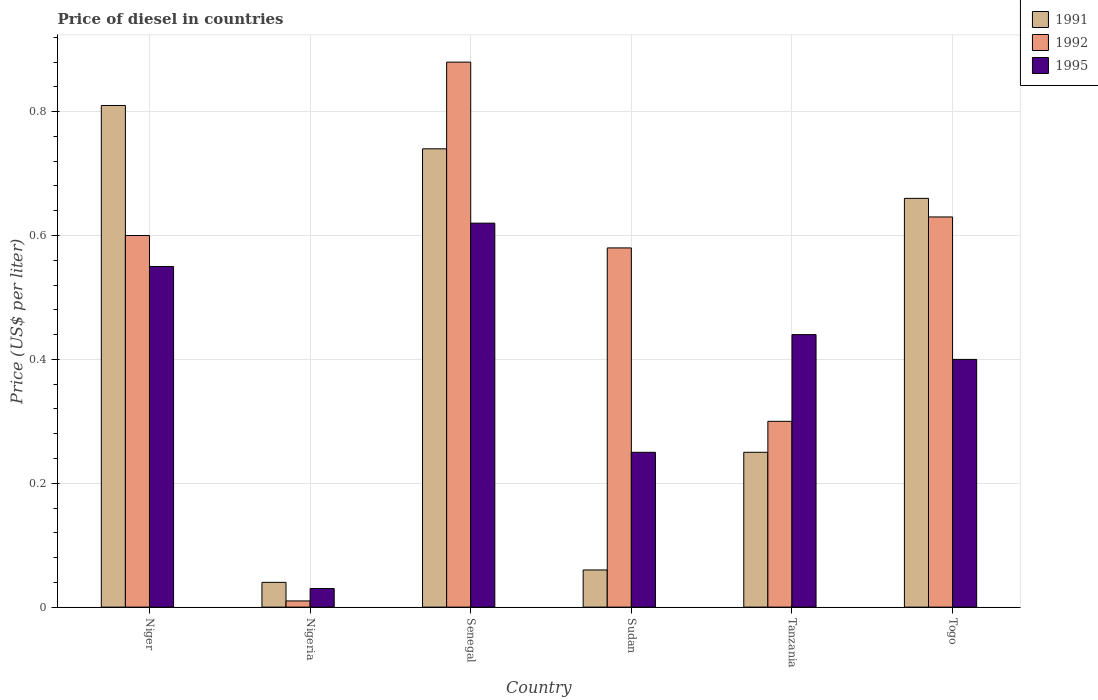 Price of diesel in countries
1991
1992
1995
Price (US$ per liter)
0.8
0.6
0.4
0.2
0
Niger
Nigeria
Senegal
Sudan
Tanzania
Togo
Country